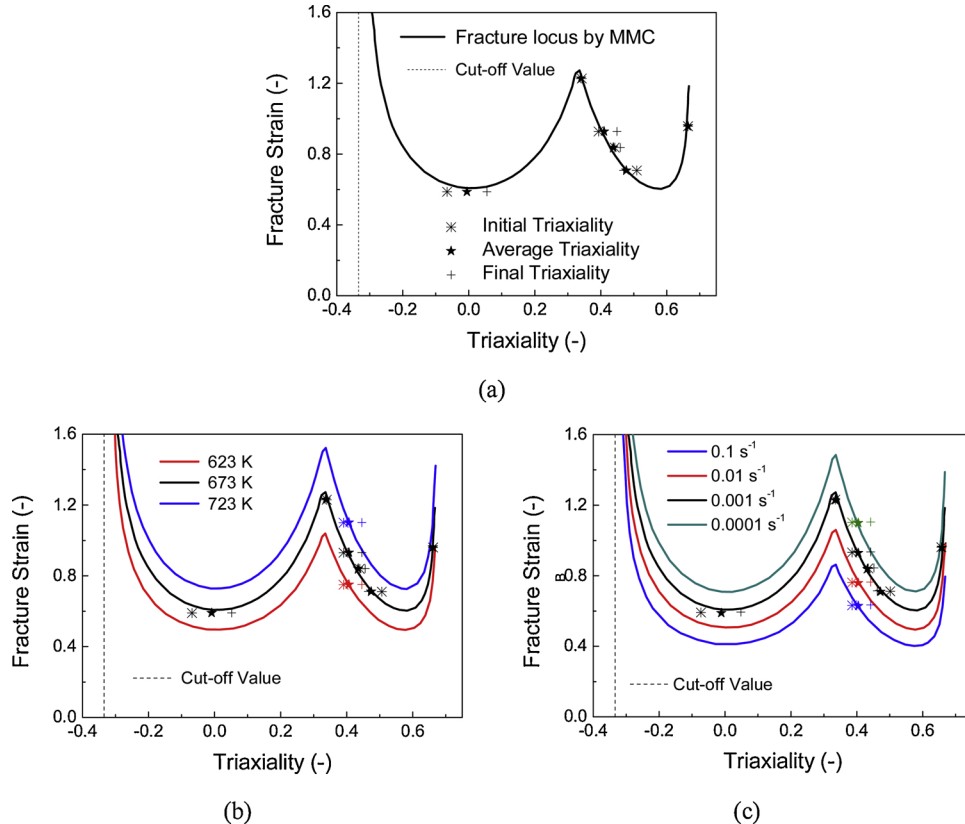 1.6
1.2
0.8
0.4
0.0
Fracture Strain (-)
Fracture locus by MMC
Cut-off Value
Initial Triaxiality
Average Triaxiality
Final Triaxiality
-0.4 -0.2 0.0 0.2 0.4 0.6
Triaxiality (-)
(a)
1.6
1.2
0.8
0.4
0.0
Fracture Strain (-)
623 K
673 K
723 K
Cut-off Value
-0.4 -0.2 0.0 0.2 0.4 0.6
Triaxiality (-)
(b)
1.6
1.2
0.8
0.4
0.0
Fracture Strain (-)
B
0.1 s⁻¹
0.01 s⁻¹
0.001 s⁻¹
0.0001 s⁻¹
Cut-off Value
-0.4 -0.2 0.0 0.2 0.4 0.6
Triaxiality (-)
(c)